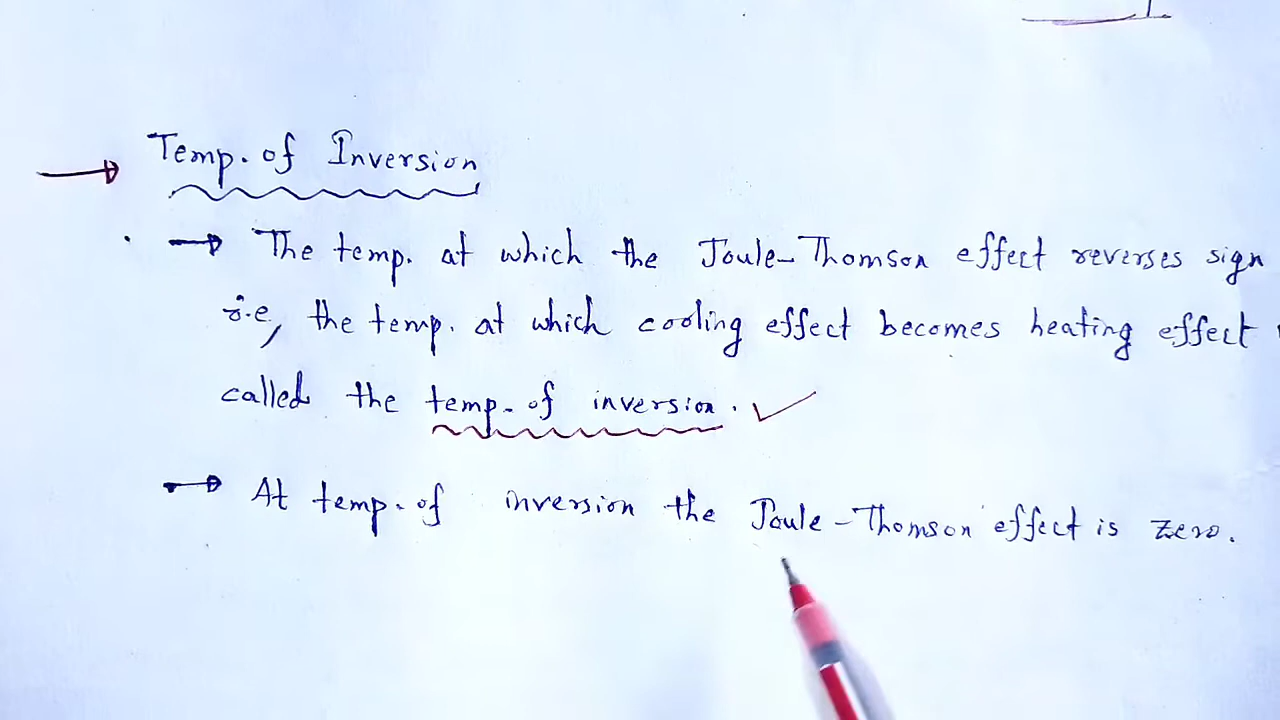 Temp. of Inversion
The temp. at which the Joule-Thomson effect reverses sign
i.e, the temp. at which cooling effect becomes heating effect
called the temp. of inversion.
At temp. of inversion the Joule-Thomson effect is zero.